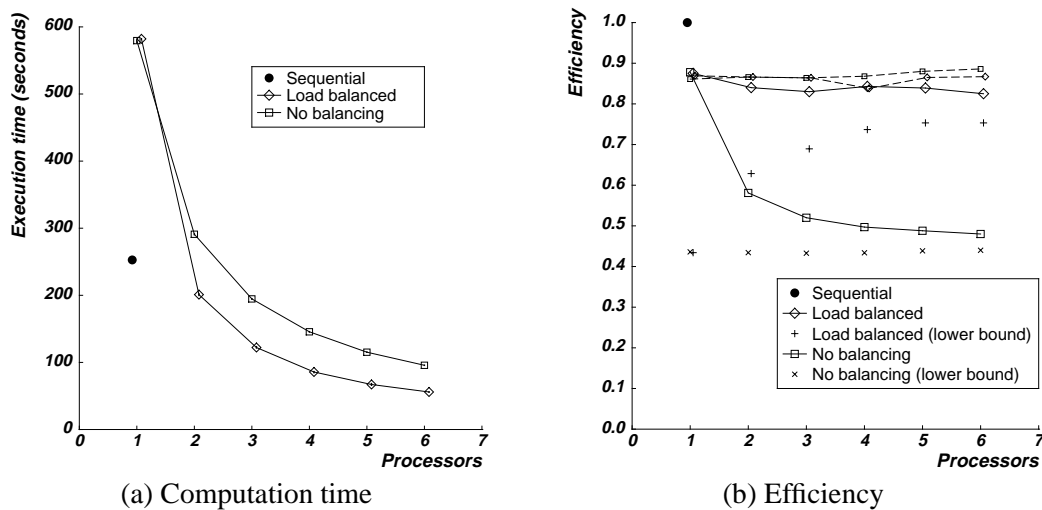 Execution time (seconds)
600
500
400
300
200
100
0
0 1 2 3 4 5 6 7
Processors
Sequential
Load balanced
No balancing
(a) Computation time
Efficiency
1.0
0.9
0.8
0.7
0.6
0.5
0.4
0.3
0.2
0.1
0.0
0 1 2 3 4 5 6 7
Processors
Sequential
Load balanced
Load balanced (lower bound)
No balancing
No balancing (lower bound)
(b) Efficiency